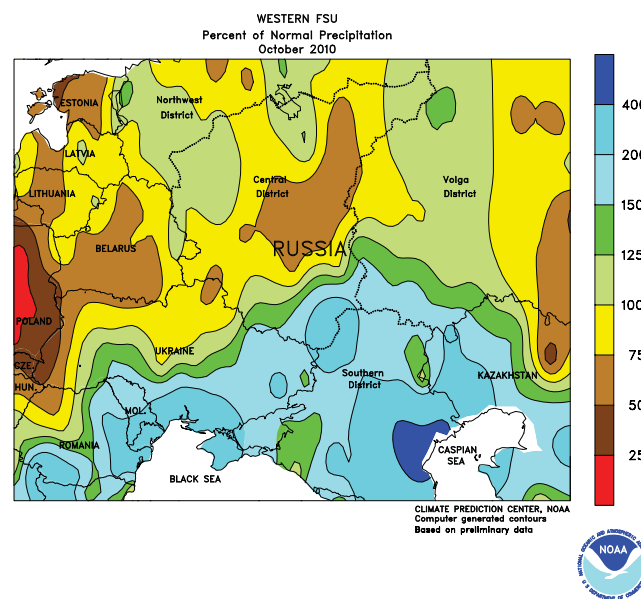 WESTERN FSU
Percent of Normal Precipitation
October 2010
ESTONIA
Northwest
District
LATVIA
LITHUANIA
Central
District
Volga
District
BELARUS
RUSSIA
POLAND
UKRAINE
CZE.
HUN.
Southern
District
KAZAKHSTAN
MOL.
ROMANIA
CASPIAN
SEA
BLACK SEA
400
200
150
125
100
75
50
25
CLIMATE PREDICTION CENTER, NOAA
Computer generated contours
Based on preliminary data
NOAA